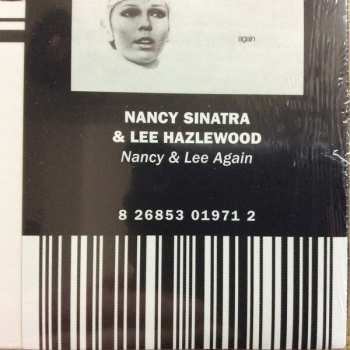 again
NANCY SINATRA
& LEE HAZLEWOOD
Nancy & Lee Again
8 26853 01971 2